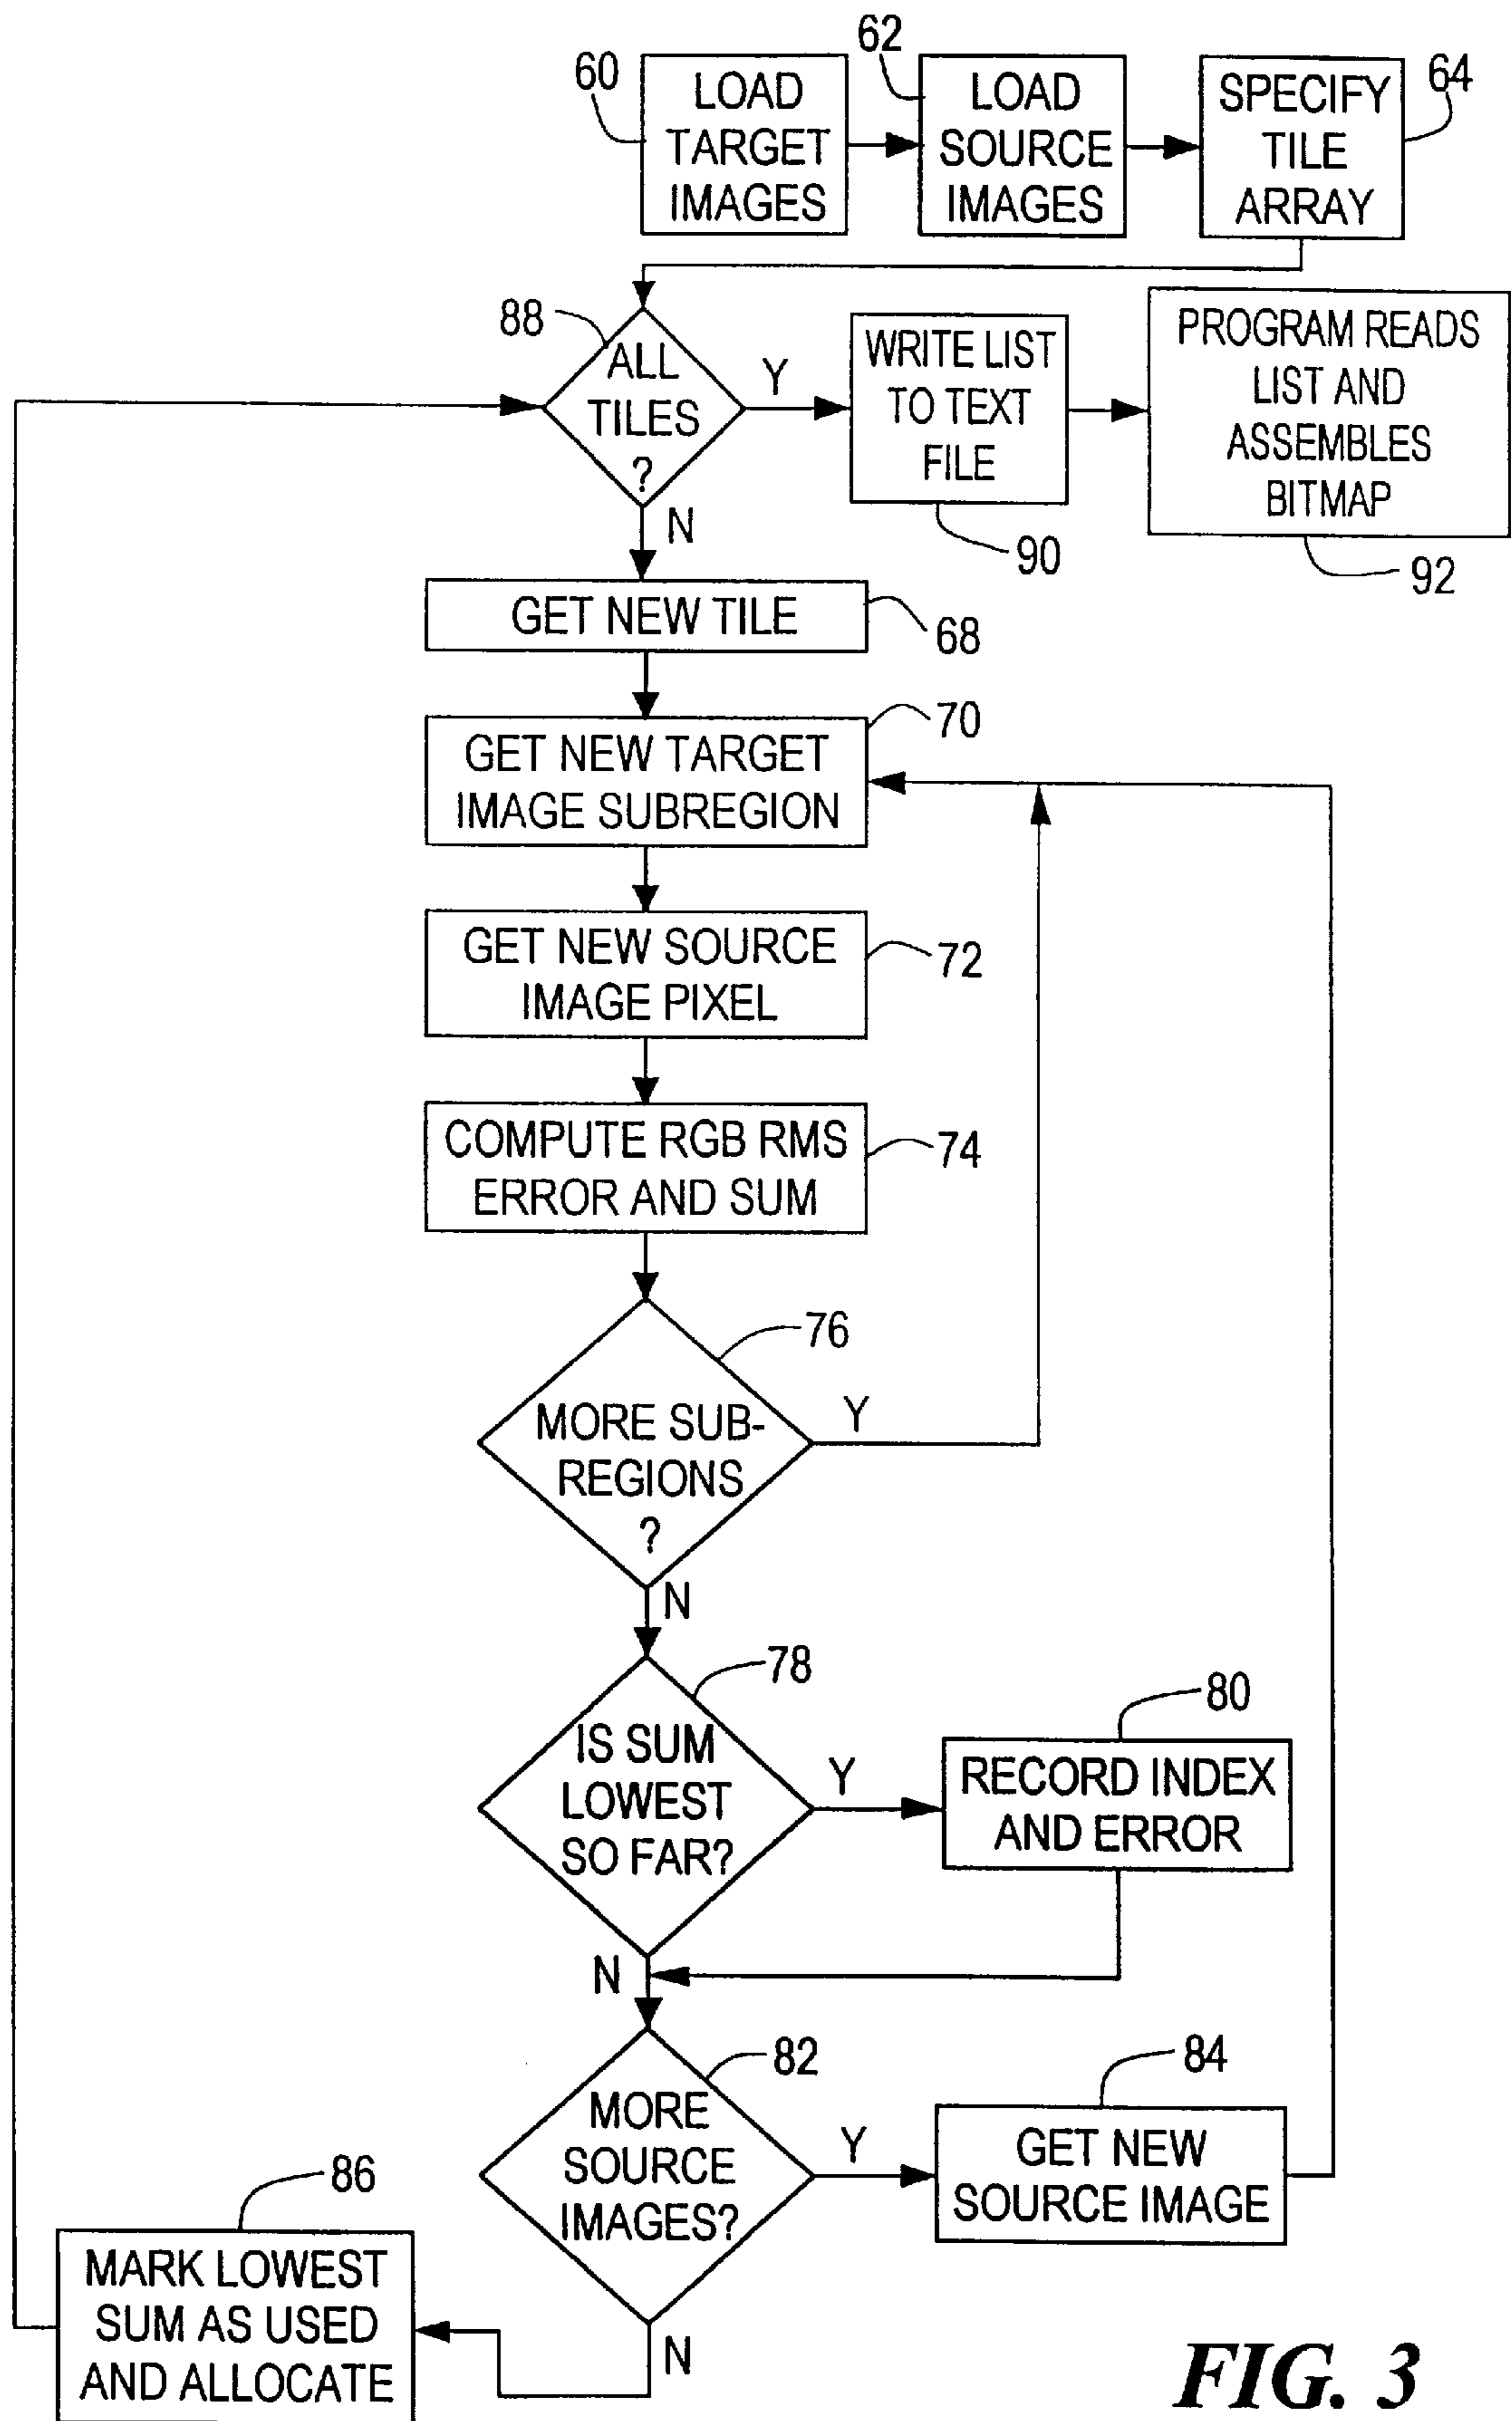 60
LOAD
TARGET
IMAGES
62
LOAD
SOURCE
IMAGES
64
SPECIFY
TILE
ARRAY
88
ALL
TILES
?
Y
N
WRITE LIST
TO TEXT
FILE
90
PROGRAM READS
LIST AND
ASSEMBLES
BITMAP
92
GET NEW TILE
68
GET NEW TARGET
IMAGE SUBREGION
70
GET NEW SOURCE
IMAGE PIXEL
72
COMPUTE RGB RMS
ERROR AND SUM
74
76
MORE SUB-
REGIONS
?
Y
N
78
IS SUM
LOWEST
SO FAR?
Y
80
RECORD INDEX
AND ERROR
N
82
MORE
SOURCE
IMAGES?
Y
84
GET NEW
SOURCE IMAGE
N
86
MARK LOWEST
SUM AS USED
AND ALLOCATE
FIG. 3